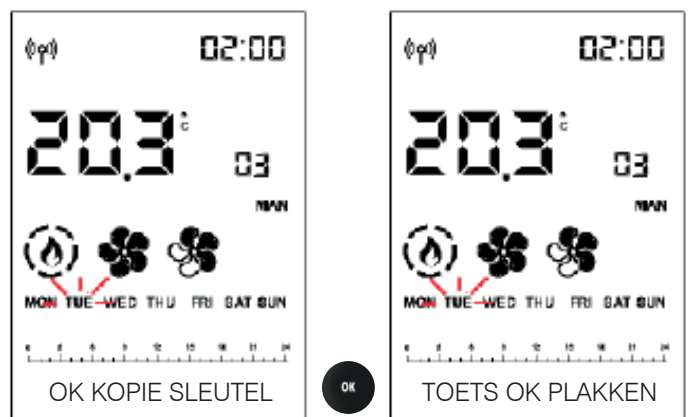 02:00
20.3 °C
03
MAN
MON TUE WED THU FRI SAT SUN
OK KOPIE SLEUTEL
OK
02:00
20.3 °C
03
MAN
MON TUE WED THU FRI SAT SUN
TOETS OK PLAKKEN